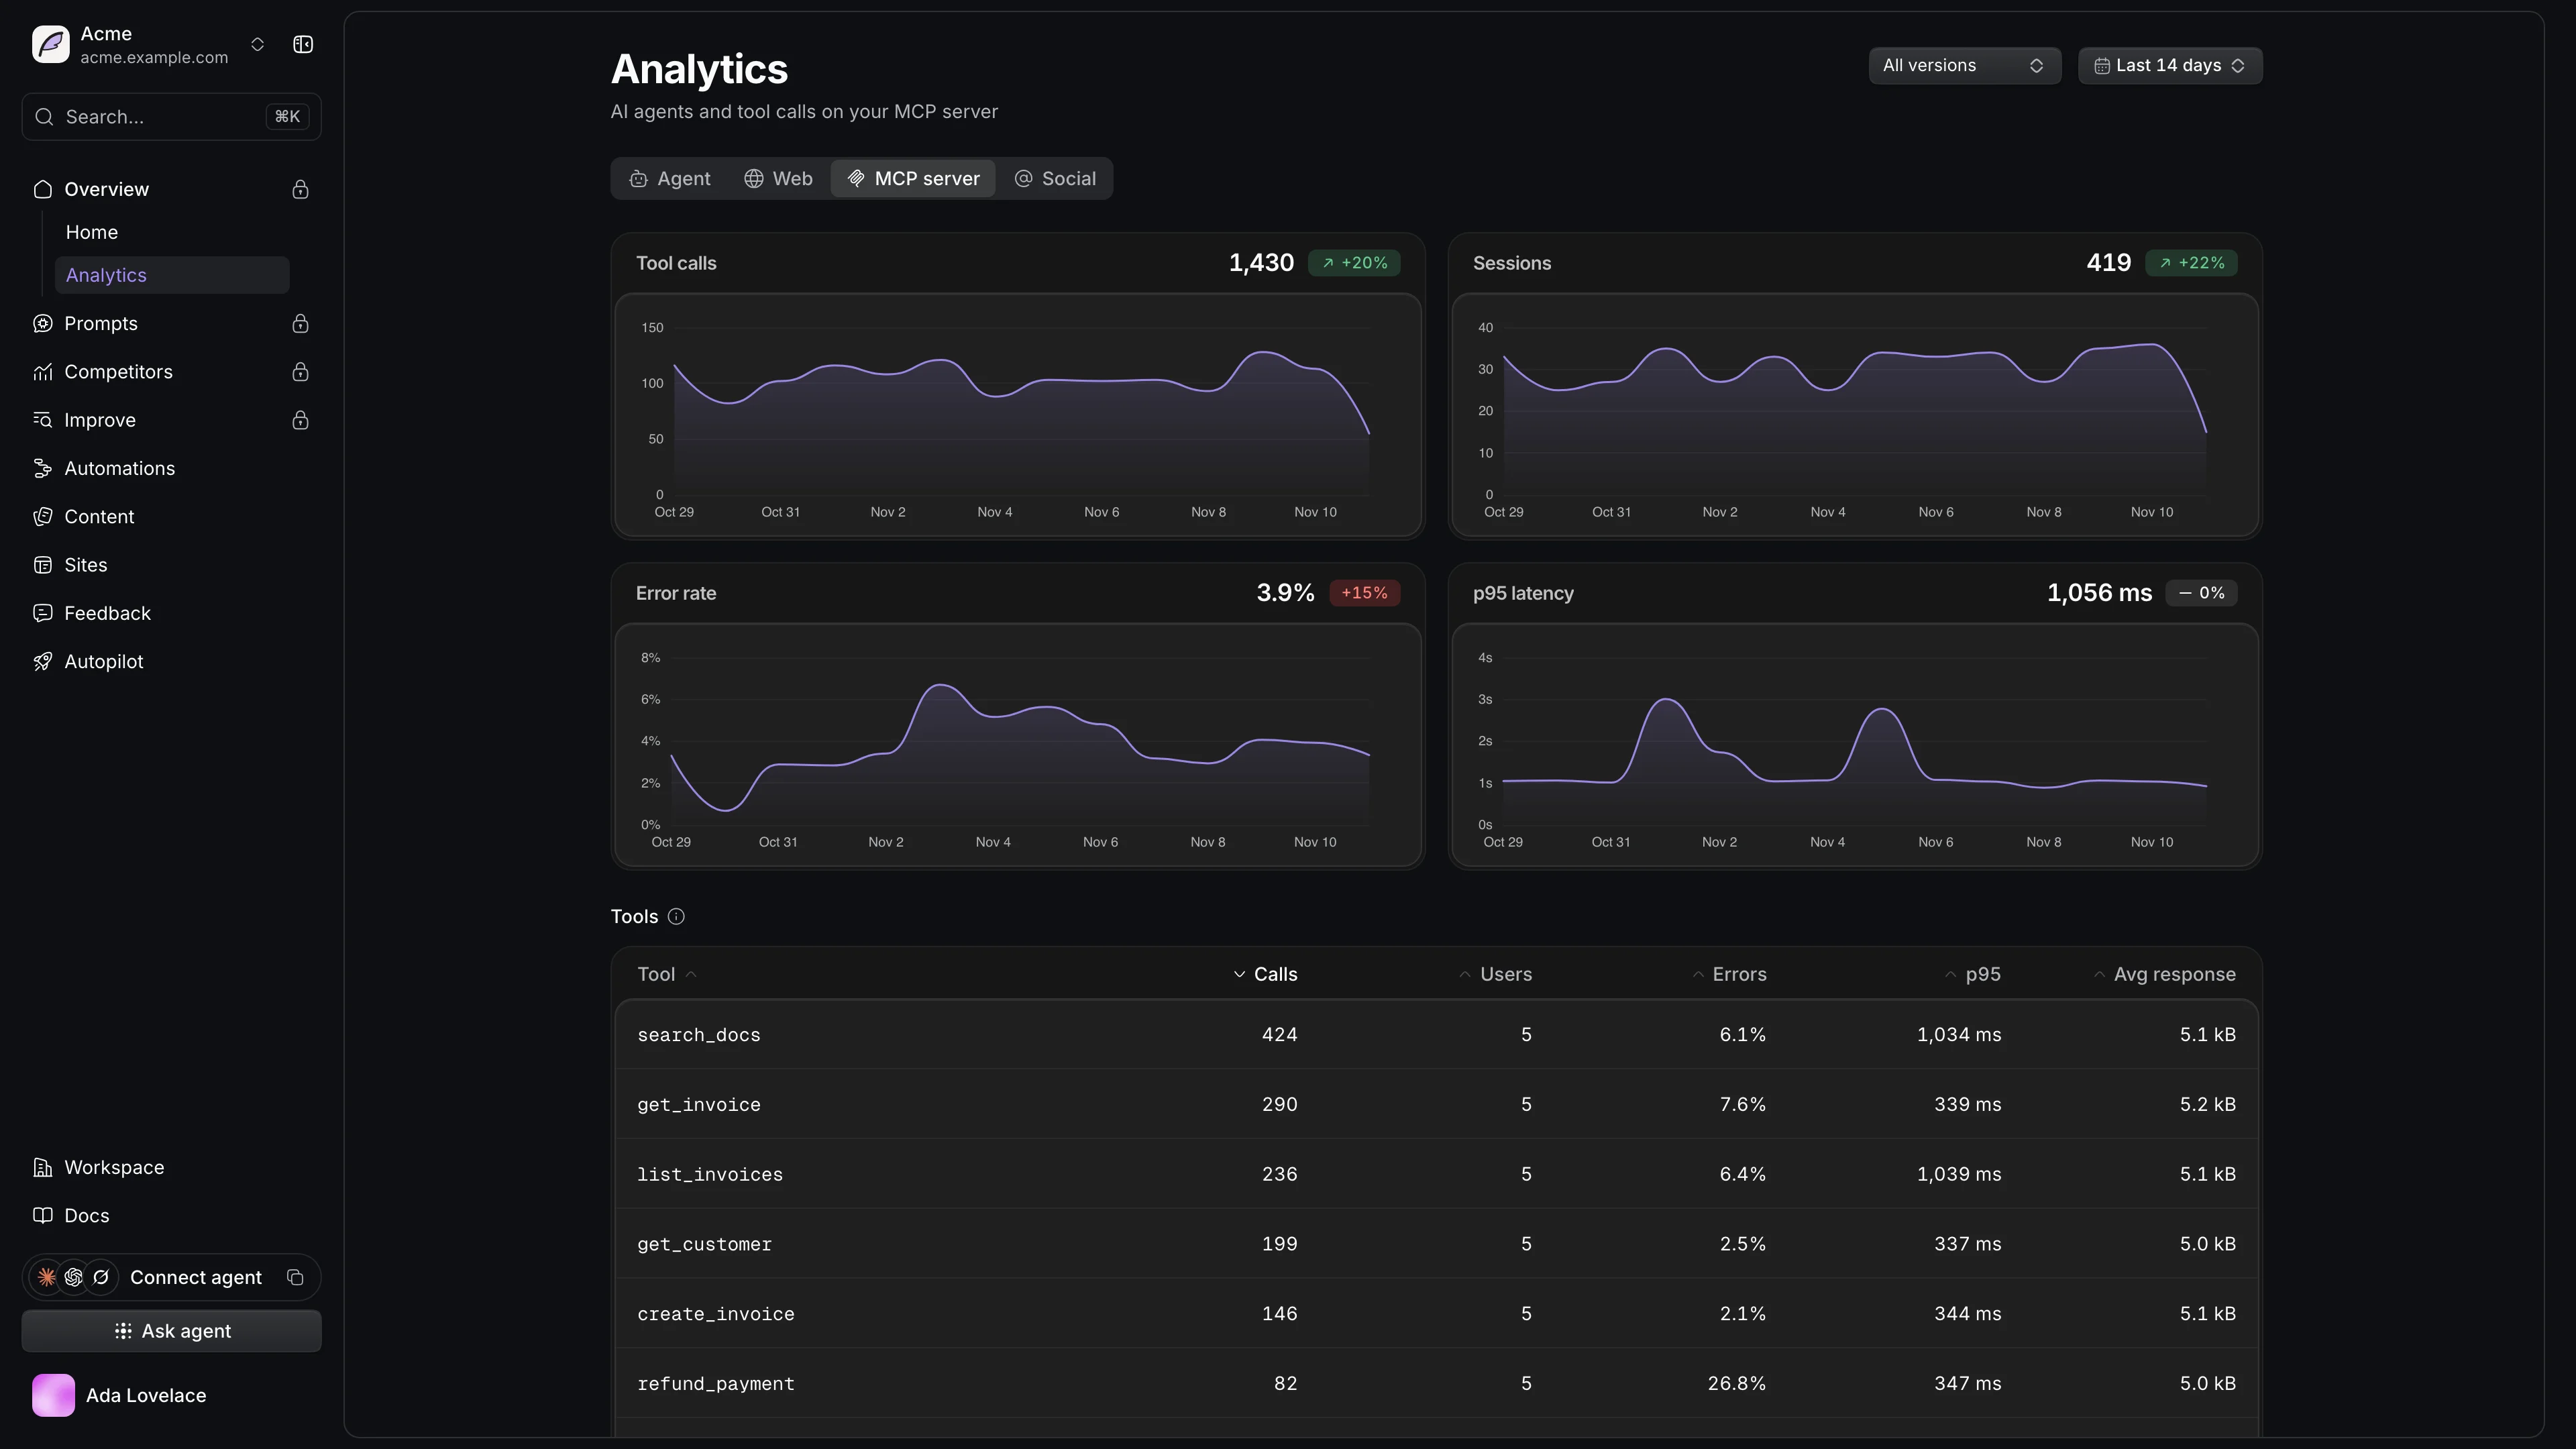 Acme
acme.example.com
Search...
⌘K
Overview
Home
Analytics
Prompts
Competitors
Improve
Automations
Content
Sites
Feedback
Autopilot
Workspace
Docs
Connect agent
Ask agent
Ada Lovelace
Analytics
AI agents and tool calls on your MCP server
All versions
Last 14 days
Agent Web MCP server Social
Tool calls 1,430 +20%
150
100
50
0
Oct 29 Oct 31 Nov 2 Nov 4 Nov 6 Nov 8 Nov 10
Sessions 419 +22%
40
30
20
10
0
Oct 29 Oct 31 Nov 2 Nov 4 Nov 6 Nov 8 Nov 10
Error rate 3.9% +15%
8%
6%
4%
2%
0%
Oct 29 Oct 31 Nov 2 Nov 4 Nov 6 Nov 8 Nov 10
p95 latency 1,056 ms — 0%
4s
3s
2s
1s
0s
Oct 29 Oct 31 Nov 2 Nov 4 Nov 6 Nov 8 Nov 10
Tools
Tool Calls Users Errors p95 Avg response
search_docs 424 5 6.1% 1,034 ms 5.1 kB
get_invoice 290 5 7.6% 339 ms 5.2 kB
list_invoices 236 5 6.4% 1,039 ms 5.1 kB
get_customer 199 5 2.5% 337 ms 5.0 kB
create_invoice 146 5 2.1% 344 ms 5.1 kB
refund_payment 82 5 26.8% 347 ms 5.0 kB